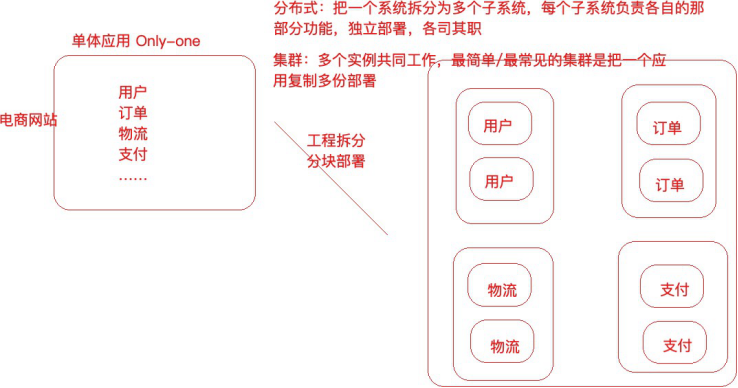 分布式：把一个系统拆分为多个子系统，每个子系统负责各自的那
部分功能，独立部署，各司其职
单体应用 Only-one
集群：多个实例共同工作，最简单/最常见的集群是把一个应
用复制多份部署
电商网站
用户
订单
物流
支付
……
工程拆分
分块部署
用户
用户
订单
订单
物流
物流
支付
支付